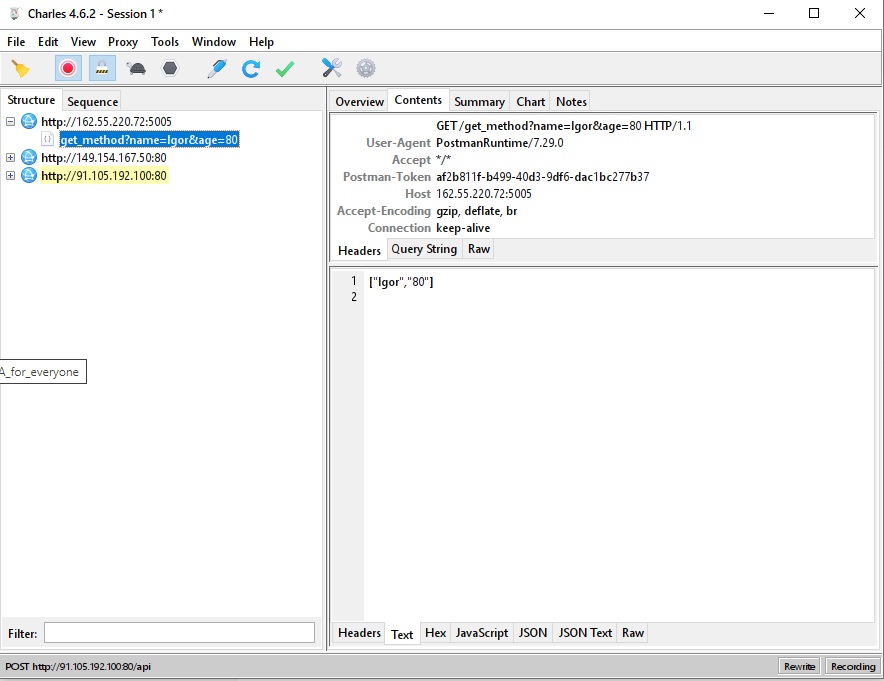 Charles 4.6.2 - Session 1 *
File Edit View Proxy Tools Window Help
Structure Sequence
http://162.55.220.72:5005
get_method?name=Igor&age=80
http://149.154.167.50:80
http://91.105.192.100:80
A_for_everyone
Filter:
Overview Contents Summary Chart Notes
GET /get_method?name=Igor&age=80 HTTP/1.1
User-Agent PostmanRuntime/7.29.0
Accept */*
Postman-Token af2b811f-b499-40d3-9df6-dac1bc277b37
Host 162.55.220.72:5005
Accept-Encoding gzip, deflate, br
Connection keep-alive
Headers Query String Raw
1 ["Igor","80"]
2
Headers Text Hex JavaScript JSON JSON Text Raw
POST http://91.105.192.100:80/api
Rewrite Recording